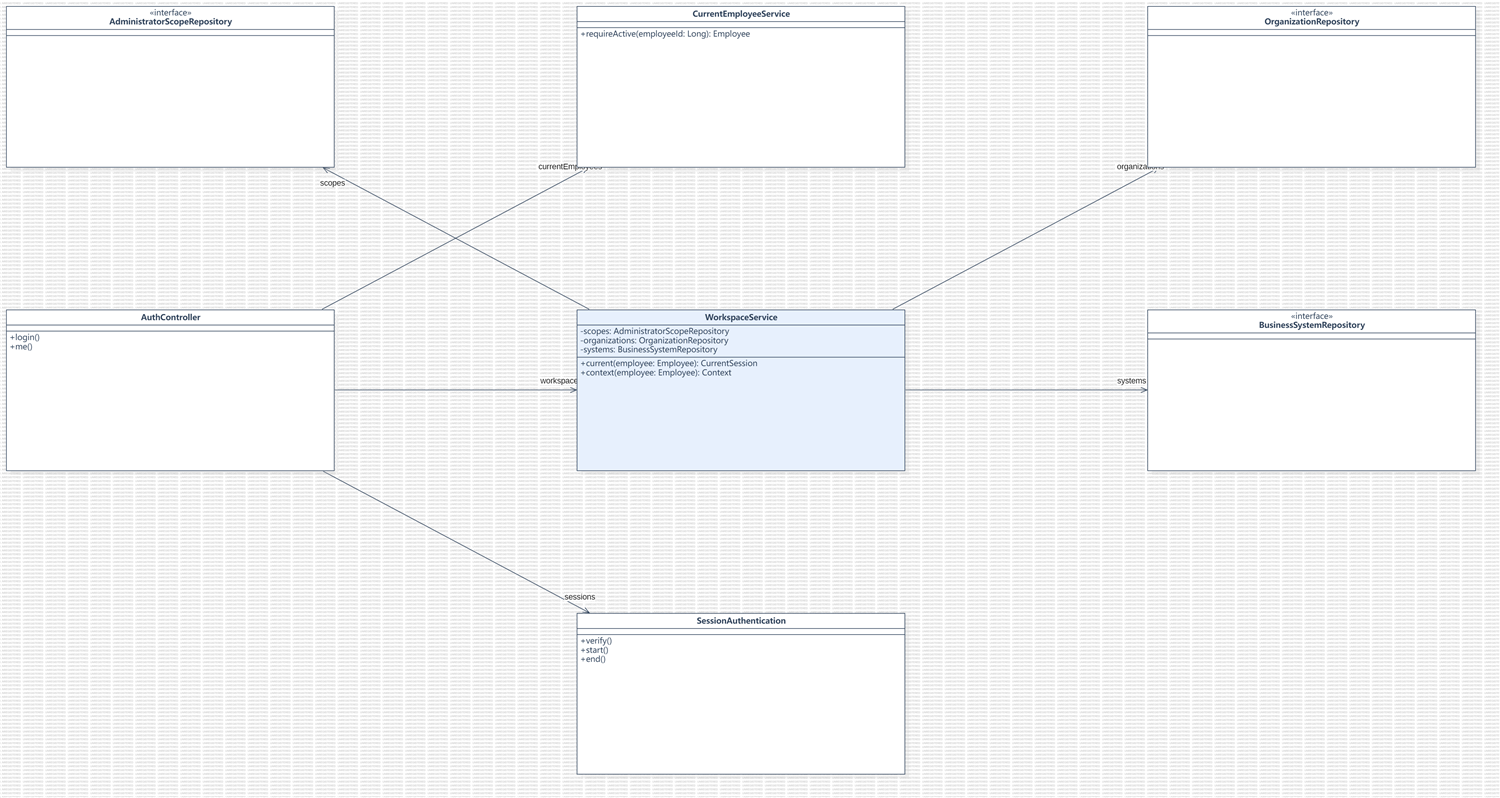 «interface»
AdministratorScopeRepository
CurrentEmployeeService
+requireActive(employeeId: Long): Employee
«interface»
OrganizationRepository
scopes
AuthController
+login()
+me()
WorkspaceService
-scopes: AdministratorScopeRepository
-organizations: OrganizationRepository
-systems: BusinessSystemRepository
+current(employee: Employee): CurrentSession
+context(employee: Employee): Context
«interface»
BusinessSystemRepository
workspace
systems
sessions
SessionAuthentication
+verify()
+start()
+end()